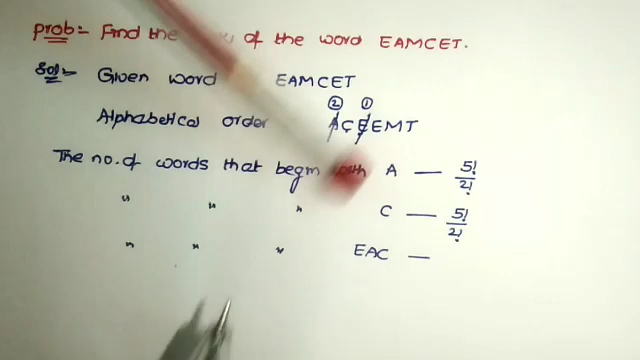 prob:- Find the of the word EAMCET.
Sol:- Given word EAMCET
Alphabetical order
② ①
A C E E M T
The no. of words that begin with A — 5!/2!
" " " C — 5!/2!
" " " EAC —